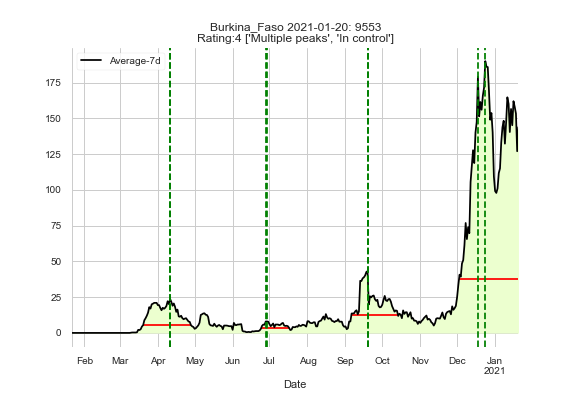 Burkina_Faso 2021-01-20: 9553
Rating:4 ['Multiple peaks', 'In control']
Average-7d
175
150
125
100
75
50
25
0
Feb Mar Apr May Jun Jul Aug Sep Oct Nov Dec Jan
2021
Date